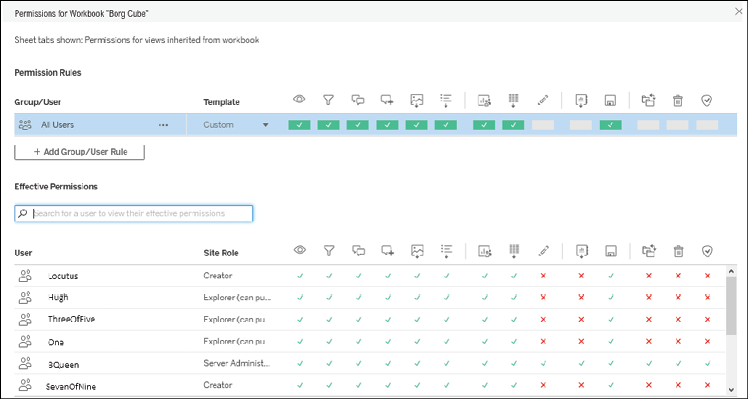 Permissions for Workbook "Borg Cube"
Sheet tabs shown: Permissions for views inherited from workbook
Permission Rules
Group/User Template
All Users ••• Custom
+ Add Group/User Rule
Effective Permissions
Search for a user to view their effective permissions
User Site Role
Locutus Creator
Hugh Explorer (can pu...
ThreeOfFive Explorer (can pu...
One Explorer (can pu...
BQueen Server Administ...
SevanOfNine Creator